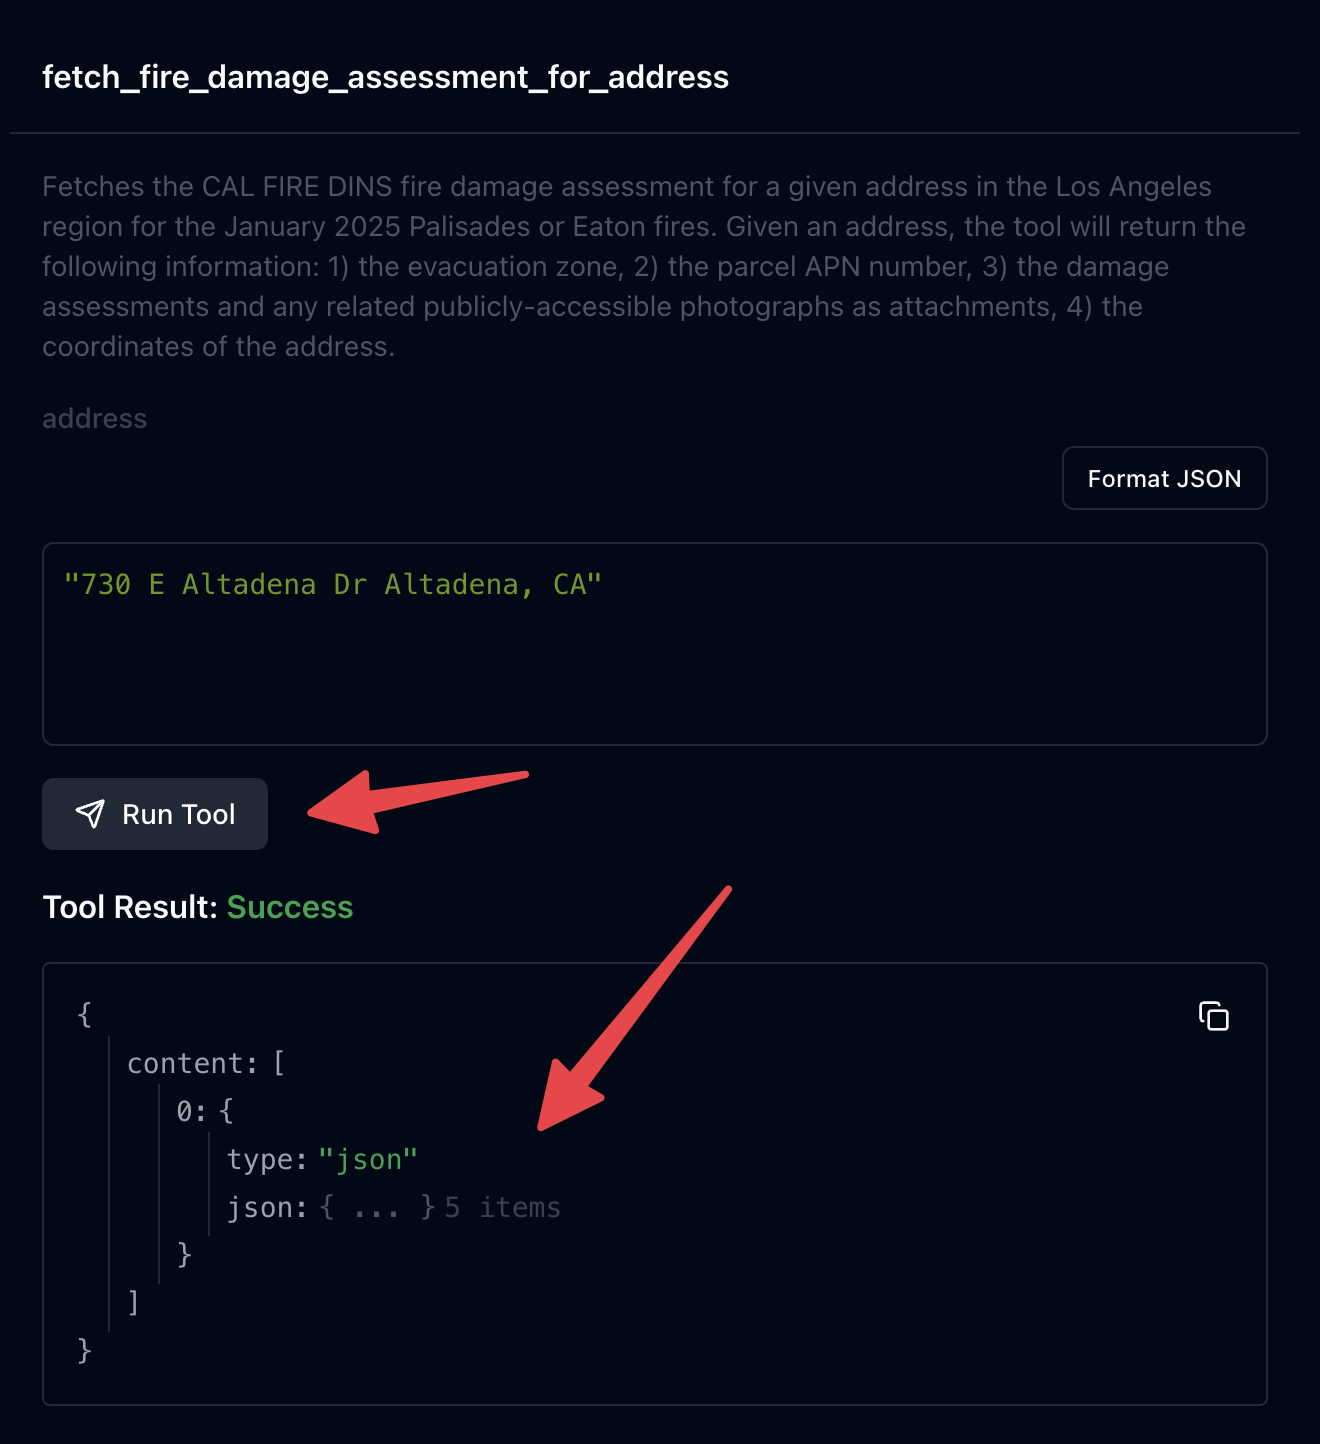 fetch_fire_damage_assessment_for_address
Fetches the CAL FIRE DINS fire damage assessment for a given address in the Los Angeles
region for the January 2025 Palisades or Eaton fires. Given an address, the tool will return the
following information: 1) the evacuation zone, 2) the parcel APN number, 3) the damage
assessments and any related publicly-accessible photographs as attachments, 4) the
coordinates of the address.
address
Format JSON
"730 E Altadena Dr Altadena, CA"
Run Tool
Tool Result: Success
{
content: [
0: {
type: "json"
json: { ... } 5 items
}
]
}